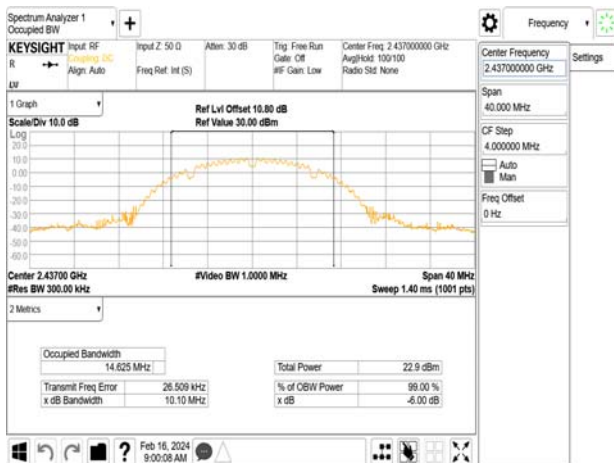 Spectrum Analyzer 1
Occupied BW
Frequency
KEYSIGHT
Input: RF
Coupling: DC
Align: Auto
Input Z: 50 Ω
Freq Ref: Int (S)
Atten: 30 dB
Trig: Free Run
Gate: Off
#IF Gain: Low
Center Freq: 2.437000000 GHz
Avg|Hold: 100/100
Radio Std: None
R
Center Frequency
2.437000000 GHz
Settings
Span
40.000 MHz
CF Step
4.000000 MHz
Auto
Man
Freq Offset
0 Hz
1 Graph
Scale/Div 10.0 dB
Ref Lvl Offset 10.80 dB
Ref Value 30.00 dBm
Log
20.0
10.0
0.00
-10.0
-20.0
-30.0
-40.0
-50.0
-60.0
Center 2.43700 GHz
#Res BW 300.00 kHz
#Video BW 1.0000 MHz
Span 40 MHz
Sweep 1.40 ms (1001 pts)
2 Metrics
Occupied Bandwidth
14.625 MHz
Total Power 22.9 dBm
Transmit Freq Error 26.509 kHz
% of OBW Power 99.00 %
x dB Bandwidth 10.10 MHz
x dB -6.00 dB
?
Feb 16, 2024
9:00:08 AM